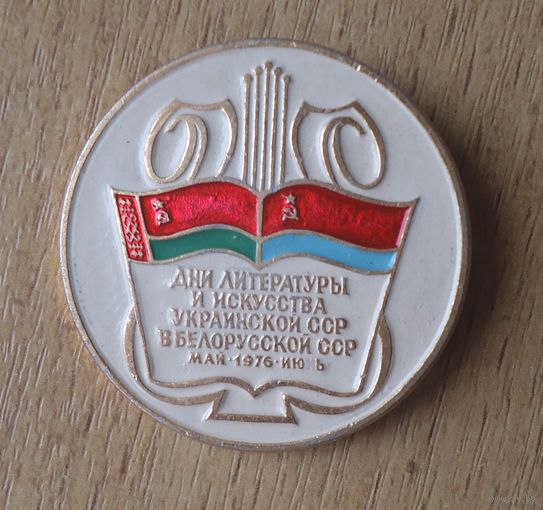 ДНИ ЛИТЕРАТУРЫ
И ИСКУССТВА
УКРАИНСКОЙ ССР
В БЕЛОРУССКОЙ ССР
МАЙ · 1976 · ИЮНЬ